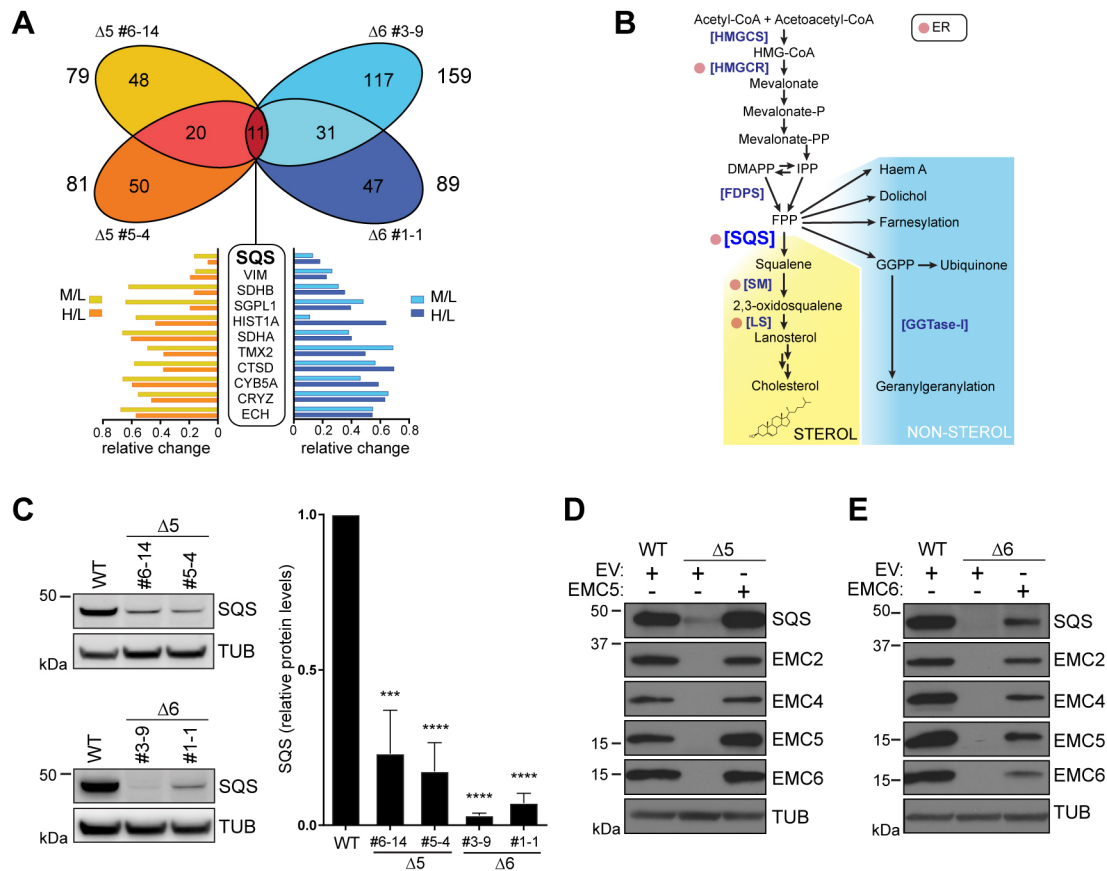 A
Δ5 #6-14
Δ6 #3-9
79
48
117
159
20
11
31
81
50
47
89
Δ5 #5-4
Δ6 #1-1
SQS
VIM
SDHB
SGPL1
HIST1A
SDHA
TMX2
CTSD
CYB5A
CRYZ
ECH
M/L
H/L
M/L
H/L
0.8 0.6 0.4 0.2 0
relative change
0 0.2 0.4 0.6 0.8
relative change
B
Acetyl-CoA + Acetoacetyl-CoA
ER
[HMGCS]
HMG-CoA
[HMGCR]
Mevalonate
Mevalonate-P
Mevalonate-PP
DMAPP IPP
[FDPS]
FPP
Haem A
Dolichol
Farnesylation
[SQS]
Squalene
GGPP
Ubiquinone
[SM]
2,3-oxidosqualene
[LS]
[GGTase-I]
Lanosterol
Cholesterol
Geranylgeranylation
HO
STEROL
NON-STEROL
C
Δ5
WT #6-14 #5-4
50
SQS
TUB
kDa
Δ6
WT #3-9 #1-1
50
SQS
TUB
kDa
SQS (relative protein levels)
1.0
0.5
0.0
***
****
****
****
WT #6-14 #5-4 #3-9 #1-1
Δ5 Δ6
D
WT Δ5
EV: + + -
EMC5: - - +
50
SQS
37
EMC2
EMC4
15
EMC5
15
EMC6
kDa
TUB
E
WT Δ6
EV: + + -
EMC6: - - +
50
SQS
37
EMC2
EMC4
15
EMC5
15
EMC6
kDa
TUB